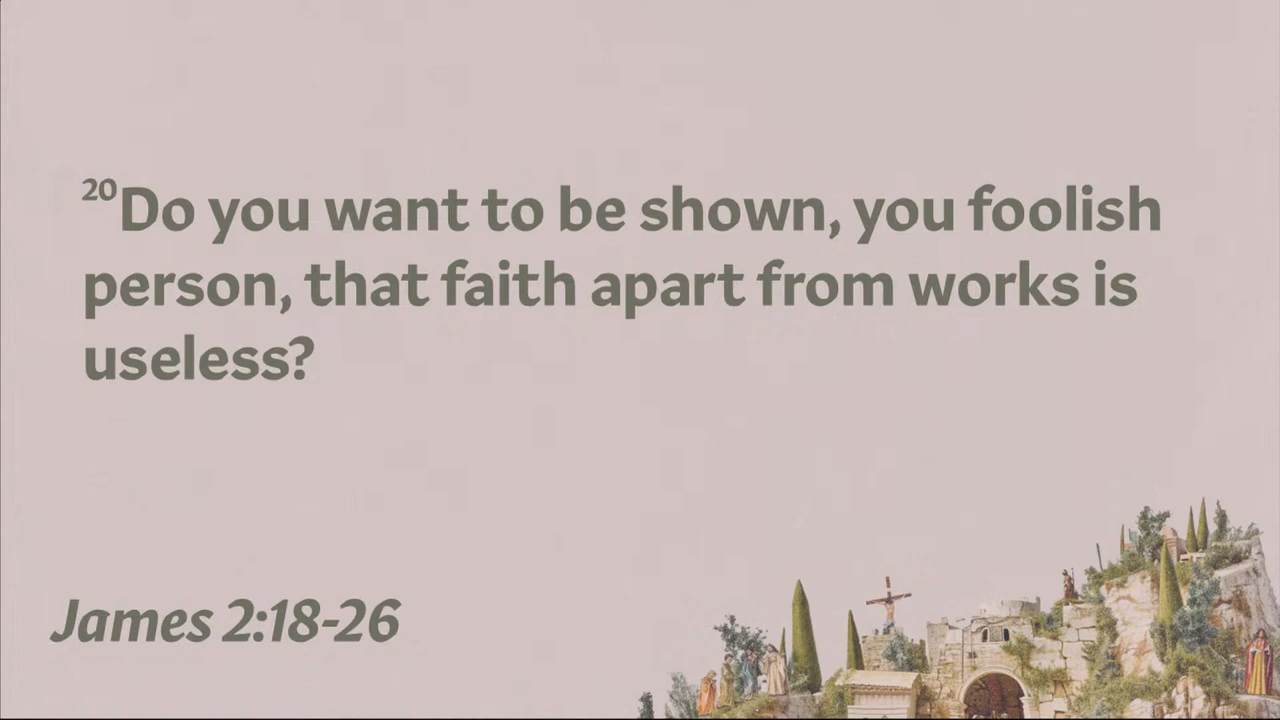 20Do you want to be shown, you foolish
person, that faith apart from works is
useless?
James 2:18-26